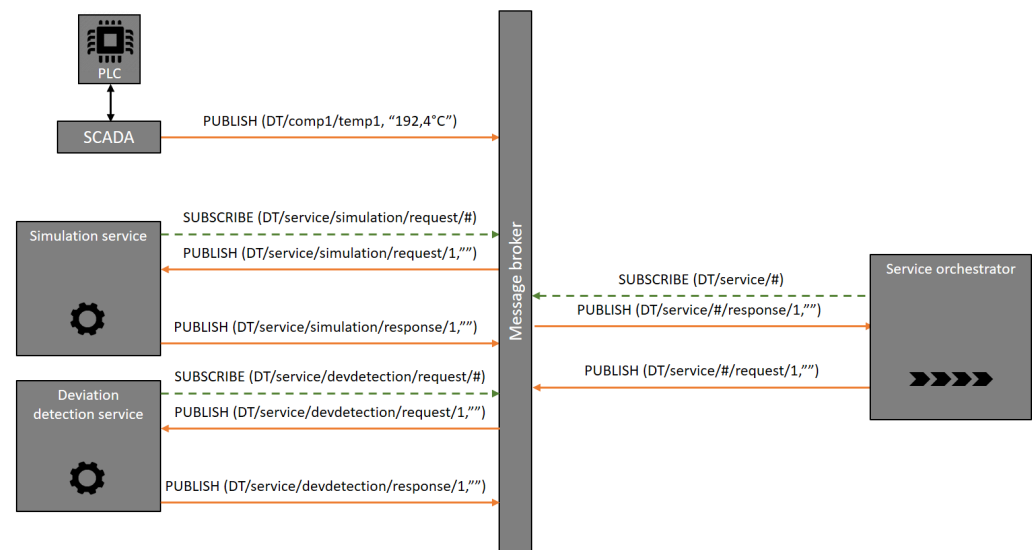 PLC
SCADA
PUBLISH (DT/comp1/temp1, “192,4°C”)
Simulation service
SUBSCRIBE (DT/service/simulation/request/#)
PUBLISH (DT/service/simulation/request/1,””)
PUBLISH (DT/service/simulation/response/1,””)
Deviation
detection service
SUBSCRIBE (DT/service/devdetection/request/#)
PUBLISH (DT/service/devdetection/request/1,””)
PUBLISH (DT/service/devdetection/response/1,””)
Message broker
SUBSCRIBE (DT/service/#)
PUBLISH (DT/service/#/response/1,””)
PUBLISH (DT/service/#/request/1,””)
Service orchestrator